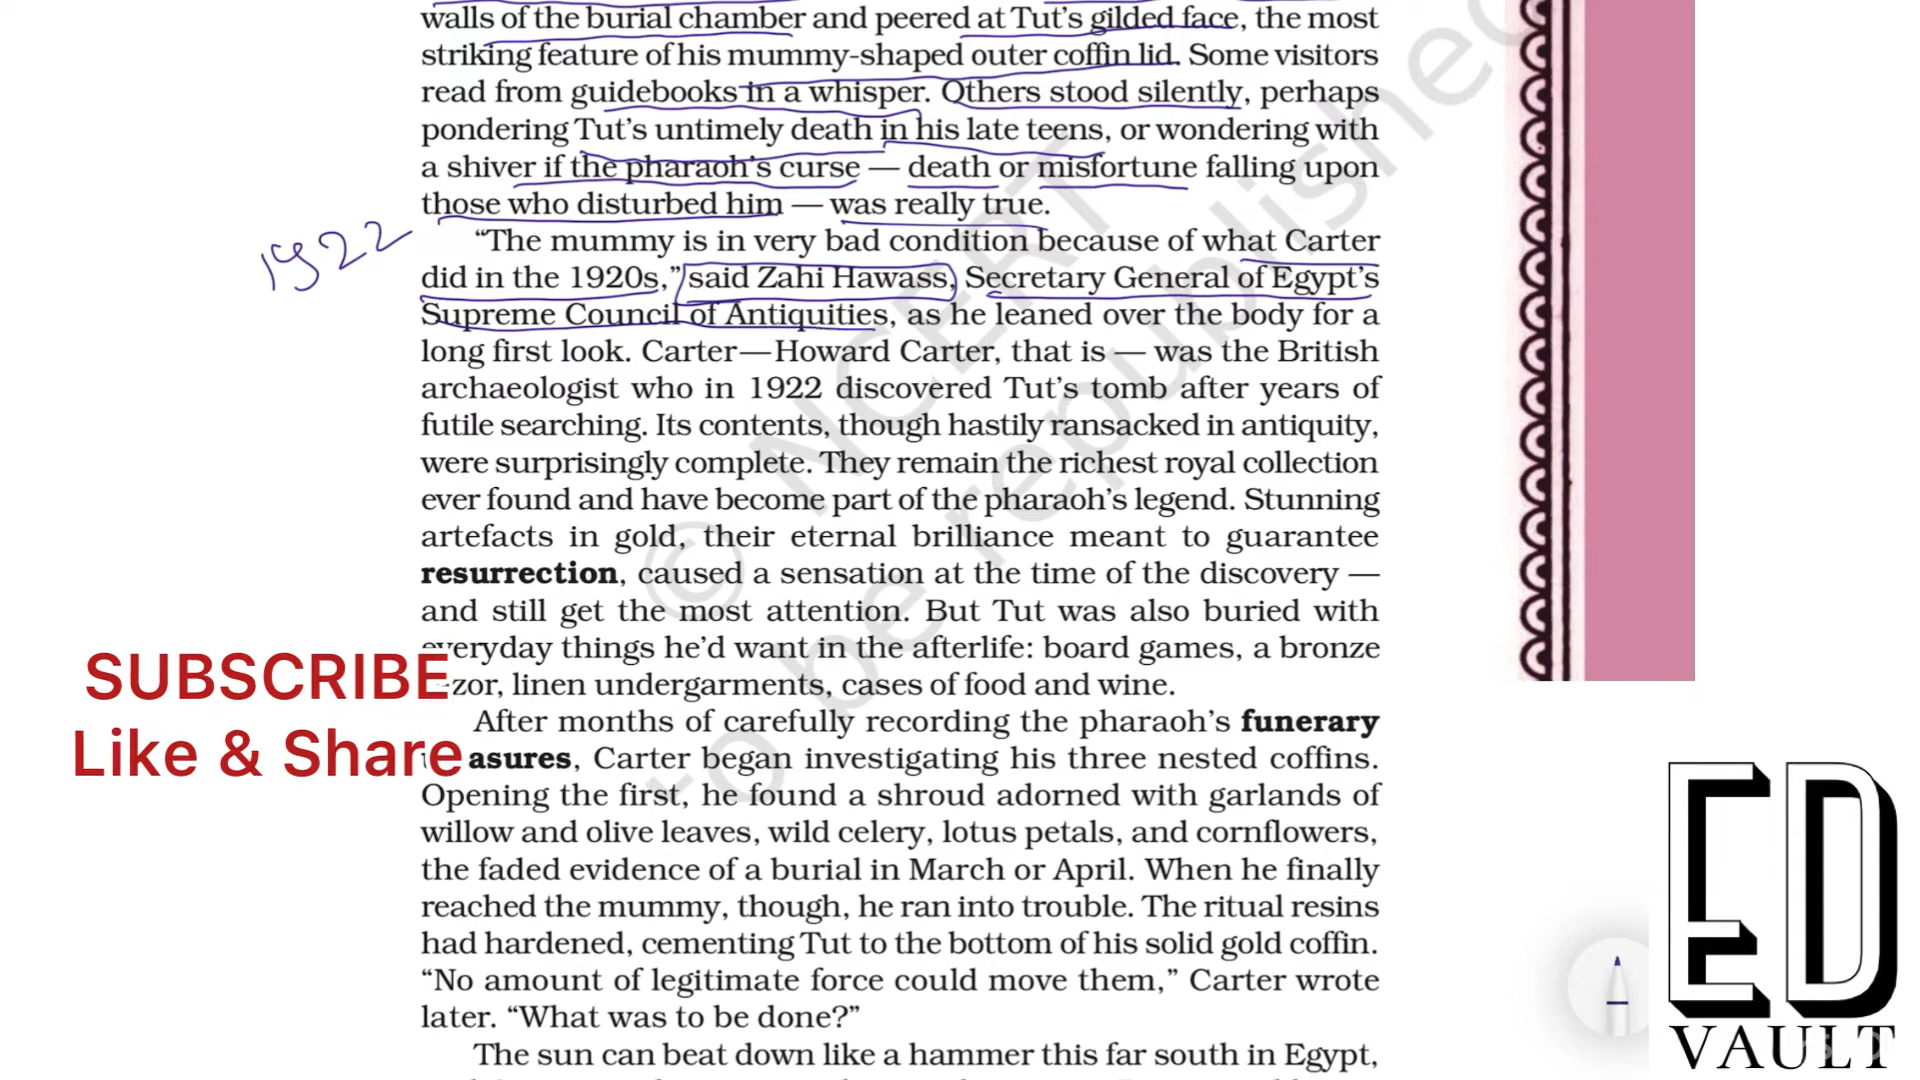 walls of the burial chamber and peered at Tut's gilded face, the most
striking feature of his mummy-shaped outer coffin lid. Some visitors
read from guidebooks in a whisper. Others stood silently, perhaps
pondering Tut's untimely death in his late teens, or wondering with
a shiver if the pharaoh's curse — death or misfortune falling upon
those who disturbed him — was really true.
1922
“The mummy is in very bad condition because of what Carter
did in the 1920s,” said Zahi Hawass, Secretary General of Egypt's
Supreme Council of Antiquities, as he leaned over the body for a
long first look. Carter—Howard Carter, that is — was the British
archaeologist who in 1922 discovered Tut's tomb after years of
futile searching. Its contents, though hastily ransacked in antiquity,
were surprisingly complete. They remain the richest royal collection
ever found and have become part of the pharaoh's legend. Stunning
artefacts in gold, their eternal brilliance meant to guarantee
resurrection, caused a sensation at the time of the discovery —
and still get the most attention. But Tut was also buried with
everyday things he'd want in the afterlife: board games, a bronze
zor, linen undergarments, cases of food and wine.
After months of carefully recording the pharaoh's funerary
asures, Carter began investigating his three nested coffins.
Opening the first, he found a shroud adorned with garlands of
willow and olive leaves, wild celery, lotus petals, and cornflowers,
the faded evidence of a burial in March or April. When he finally
reached the mummy, though, he ran into trouble. The ritual resins
had hardened, cementing Tut to the bottom of his solid gold coffin.
“No amount of legitimate force could move them,” Carter wrote
later. “What was to be done?”
The sun can beat down like a hammer this far south in Egypt,
SUBSCRIBE
Like & Share
© NCERT
to be republished
ED
VAULT